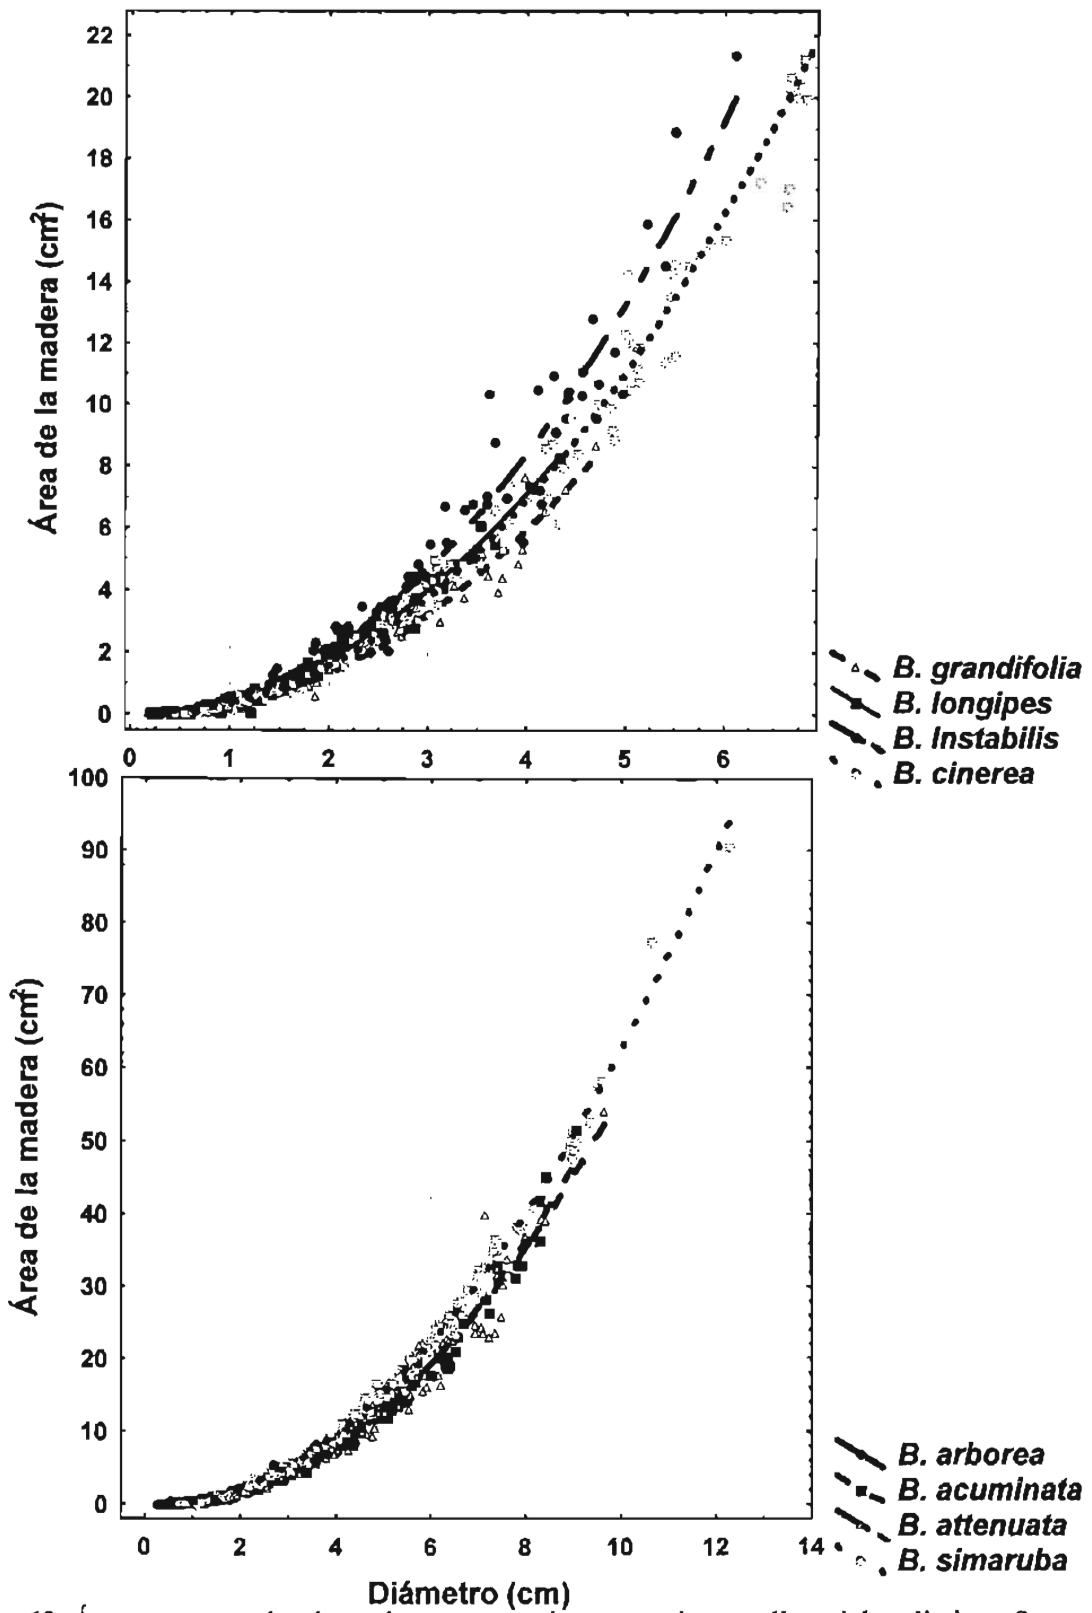 22
20
18
16
14
12
10
8
6
4
2
0
Área de la madera (cm²)
0 1 2 3 4 5 6
B. grandifolia
B. longipes
B. Instabilis
B. cinerea
100
90
80
70
60
50
40
30
20
10
0
Área de la madera (cm²)
0 2 4 6 8 10 12 14
Diámetro (cm)
B. arborea
B. acuminata
B. attenuata
B. simaruba